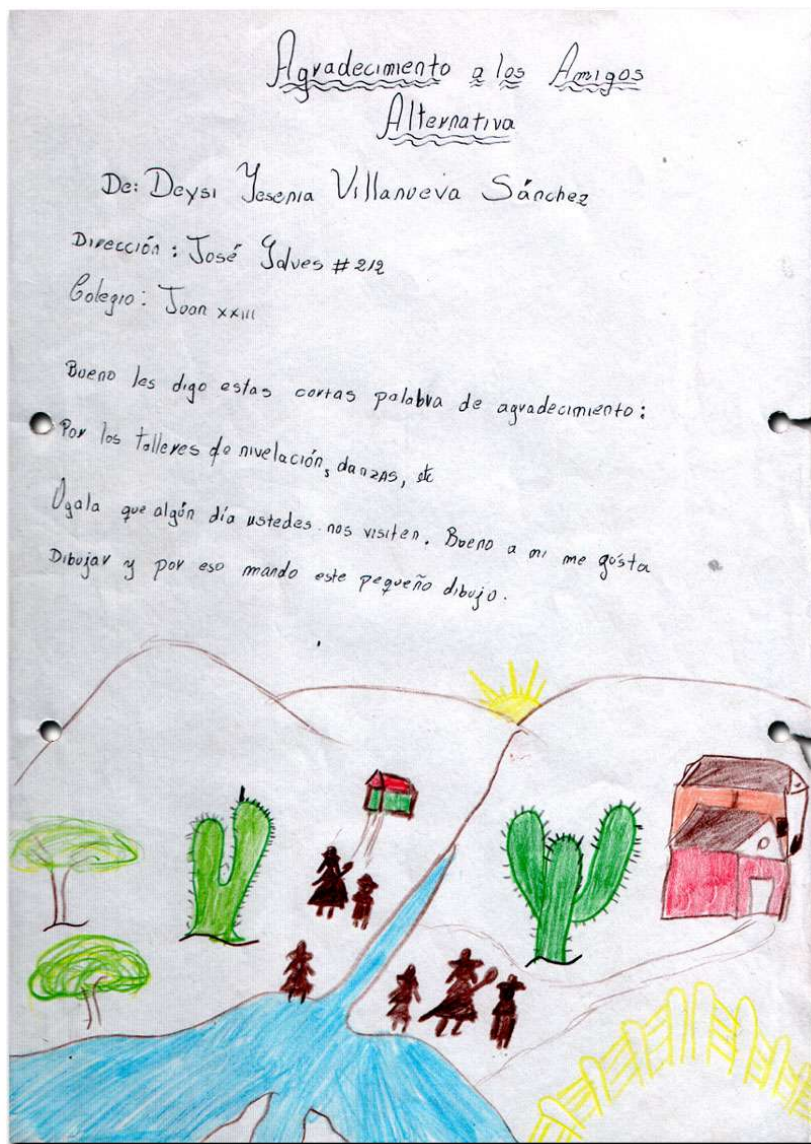 Agradecimiento a los Amigos
Alternativa
De: Deysi Yesenia Villanueva Sánchez
Dirección: José Galves # 212
Colegio: Juan XXIII
Bueno les digo estas cortas palabra de agradecimiento:
Por los talleres de nivelación, danzas, etc
Ogala que algún día ustedes nos visiten. Bueno a mi me gusta
Dibujar y por eso mando este pequeño dibujo.